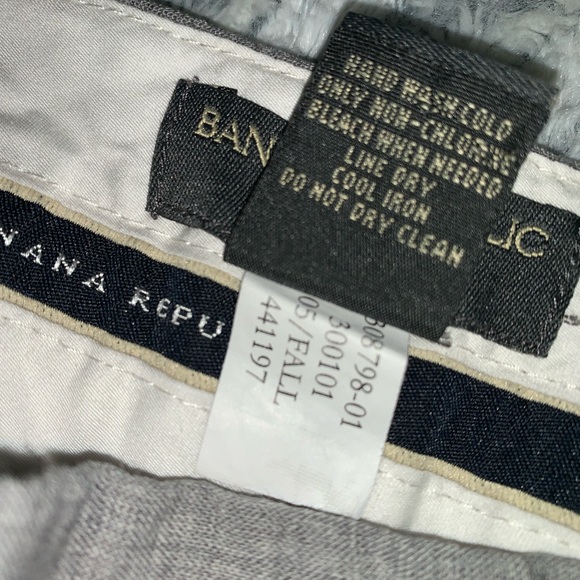 HAND WASH COLD
ONLY NON-CHLORINE
BLEACH WHEN NEEDED
LINE DRY
COOL IRON
DO NOT DRY CLEAN
BAN
LIC
NANA REPU
608798-01
300101
05/FALL
441197